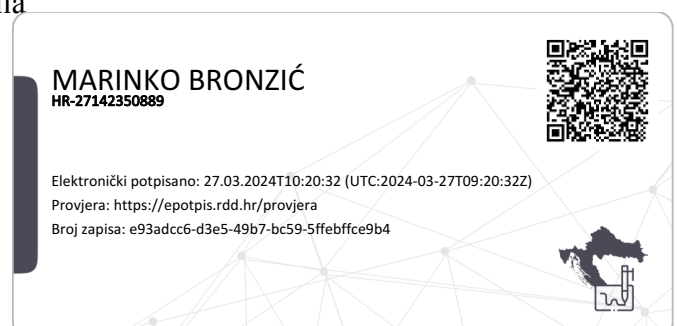 MARINKO BRONZIĆ
HR-27142350889
Elektronički potpisano: 27.03.2024T10:20:32 (UTC:2024-03-27T09:20:32Z)
Provjera: https://epotpis.rdd.hr/provjera
Broj zapisa: e93adcc6-d3e5-49b7-bc59-5ffebffce9b4